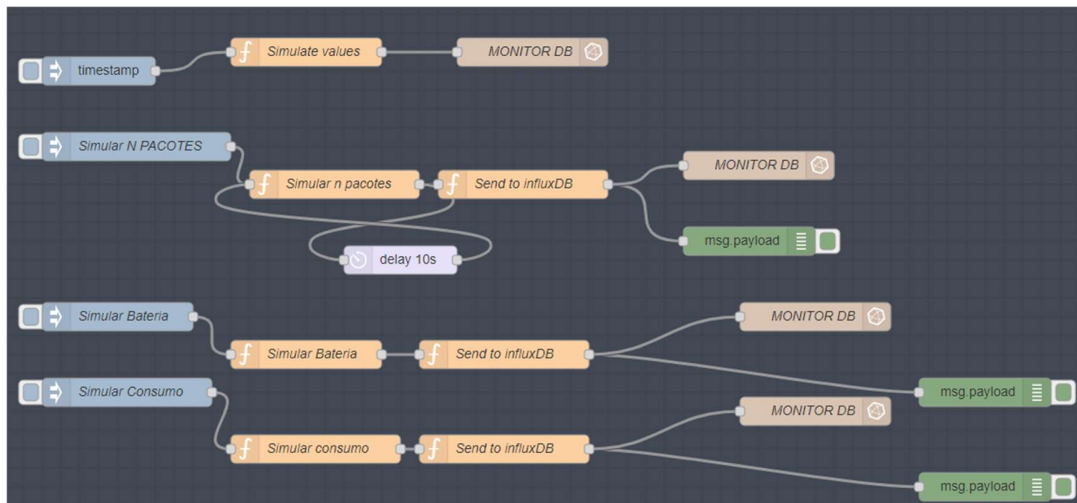 Simulate values
MONITOR DB
timestamp
Simular N PACOTES
Simular n pacotes
Send to influxDB
MONITOR DB
msg.payload
delay 10s
Simular Bateria
MONITOR DB
Simular Bateria
Send to influxDB
Simular Consumo
msg.payload
MONITOR DB
Simular consumo
Send to influxDB
msg.payload